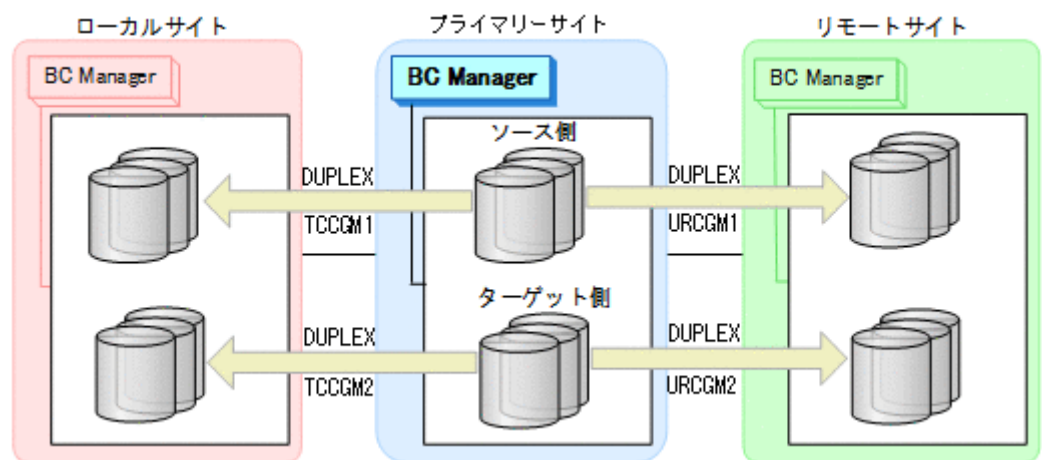 ローカルサイト
プライマリーサイト
リモートサイト
BC Manager
BC Manager
BC Manager
ソース側
DUPLEX
DUPLEX
TCCGM1
URCGM1
ターゲット側
DUPLEX
DUPLEX
TCCGM2
URCGM2